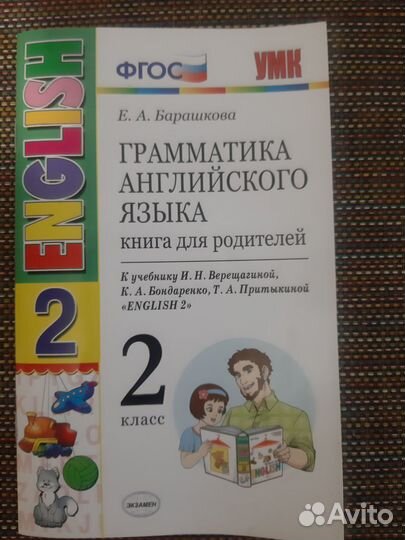 ENGLISH
2
ФГОС
УМК
Е. А. Барашкова
ГРАММАТИКА
АНГЛИЙСКОГО
ЯЗЫКА
книга для родителей
К учебнику И. Н. Верещагиной,
К. А. Бондаренко, Т. А. Притыкиной
«ENGLISH 2»
2
класс
ENGLISH
ЭКЗАМЕН
Avito